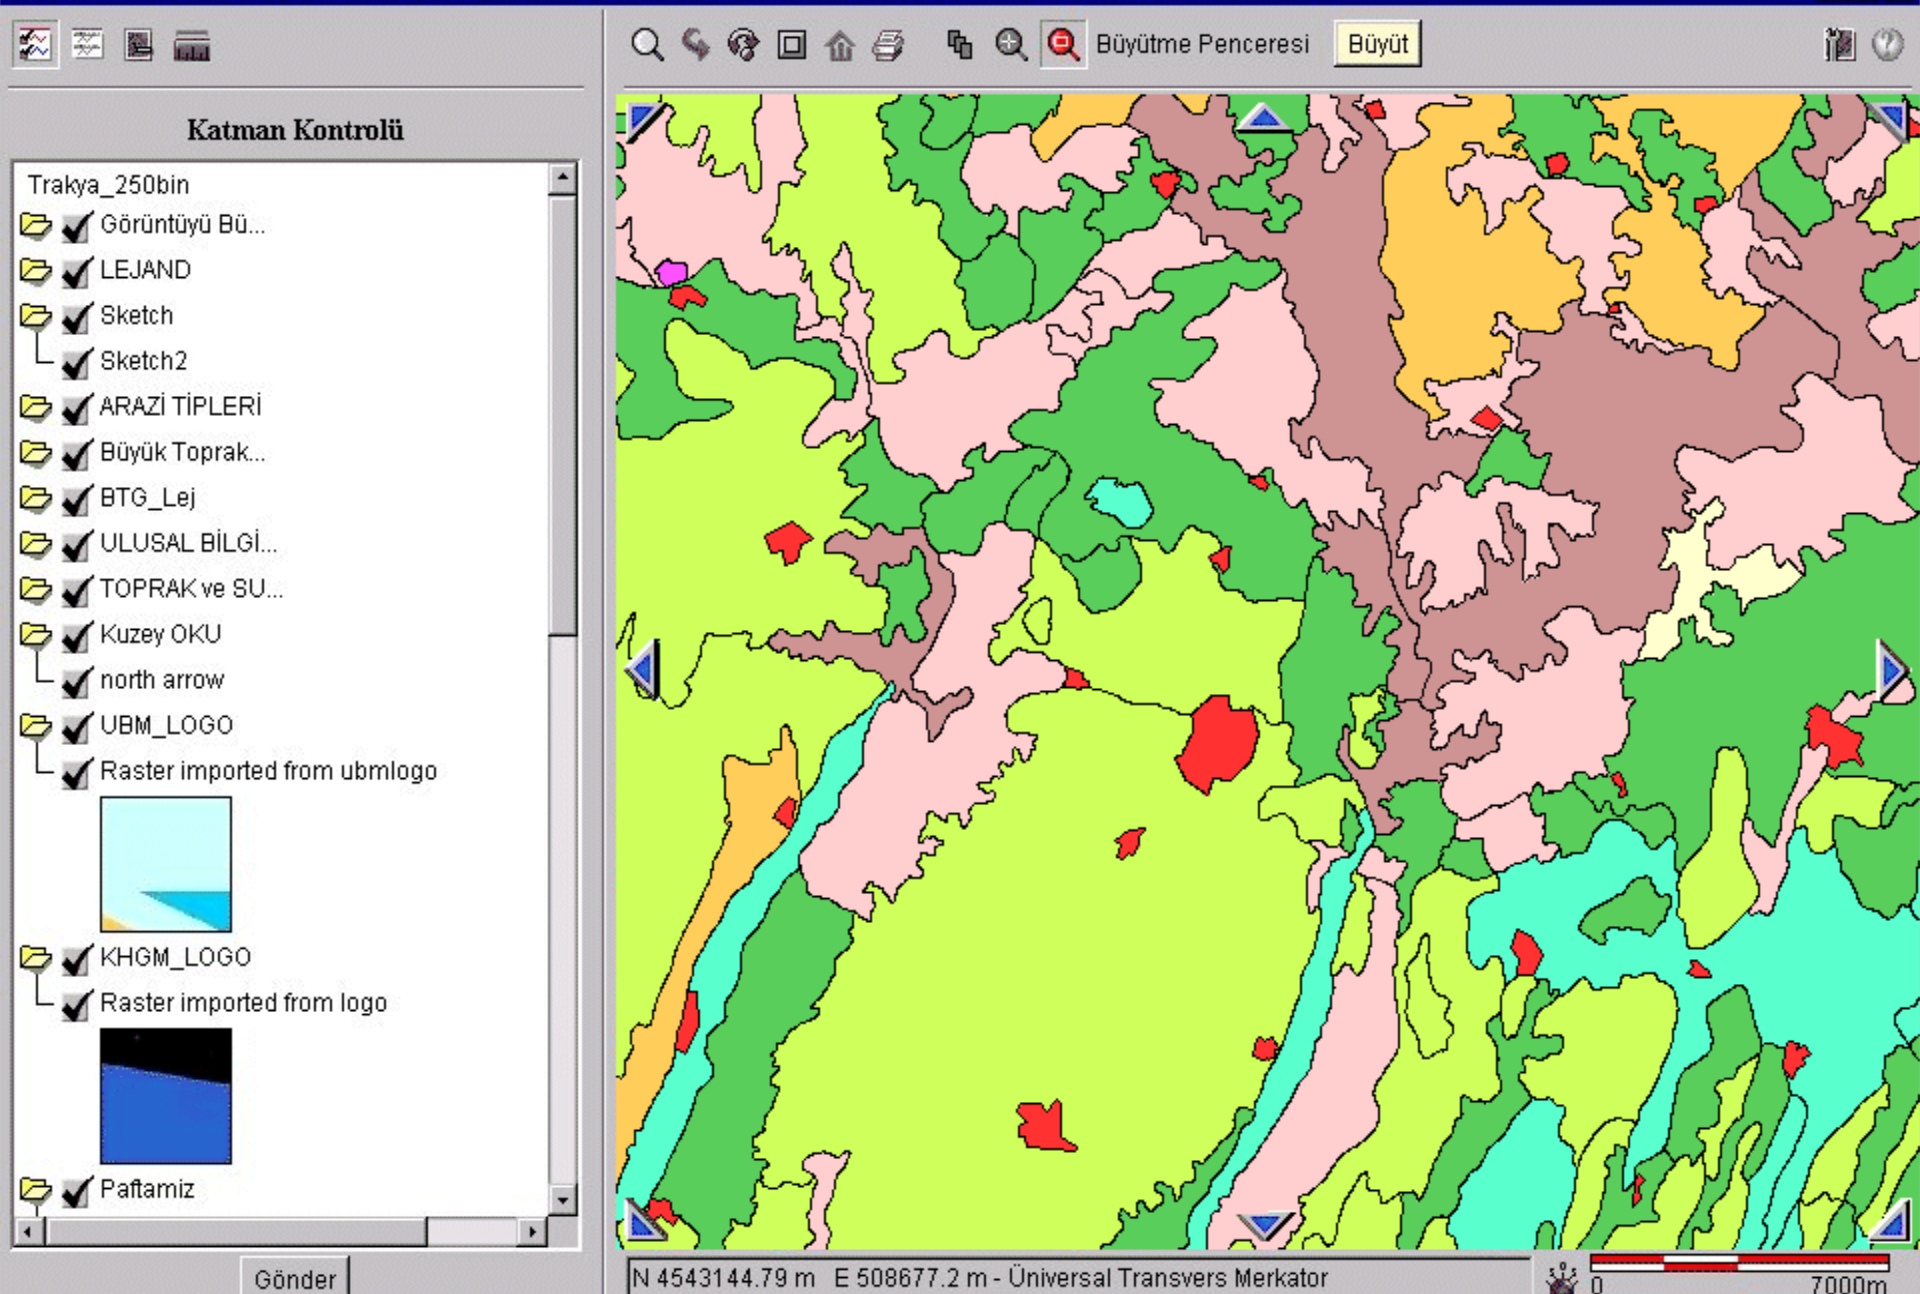 Büyütme Penceresi
Büyüt
Katman Kontrolü
Trakya_250bin
Görüntüyü Bü...
LEJAND
Sketch
Sketch2
ARAZİ TİPLERİ
Büyük Toprak...
BTG_Lej
ULUSAL BİLGİ...
TOPRAK ve SU...
Kuzey OKU
north arrow
UBM_LOGO
Raster imported from ubmlogo
KHGM_LOGO
Raster imported from logo
Paftamiz
Gönder
N 4543144.79 m E 508677.2 m - Üniversal Transvers Merkator
0 7000m